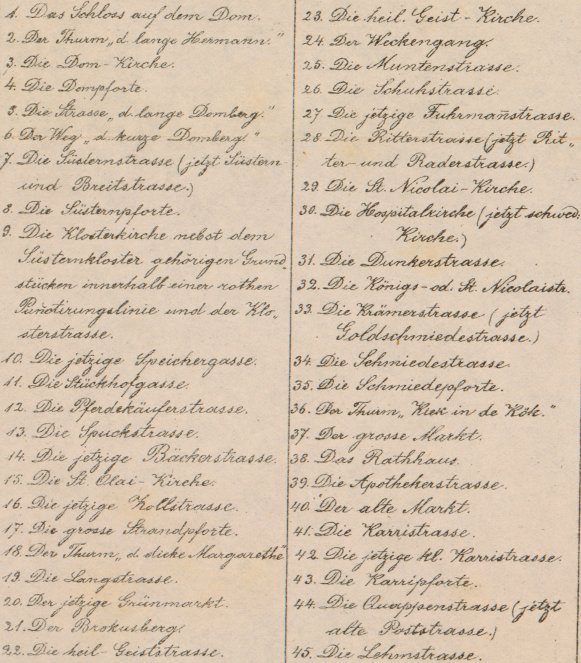 1. Das Schloss auf dem Dom.
2. Der Thurm „d. lange Hermann."
3. Die Dom-Kirche.
4. Die Dompforte.
5. Die Strasse „d. lange Domberg."
6. Der Weg „d. kurze Domberg."
7. Die Süsternstrasse (jetzt Süstern-
und Breitstrasse.)
8. Die Süsternpforte.
9. Die Klosterkirche nebst dem
Süsternkloster gehörigen Grund-
stücken innerhalb einer rothen
Punctirungslinie und der Klo-
sterstrasse.
10. Die jetzige Speichergasse.
11. Die Stückhofgasse.
12. Die Pferdekäuferstrasse.
13. Die Spuckstrasse.
14. Die jetzige Bäckerstrasse.
15. Die St. Olai-Kirche.
16. Die jetzige Zollstrasse.
17. Die grosse Strandpforte.
18. Der Thurm „d. dicke Margarethe"
19. Die Langstrasse.
20. Der jetzige Grünmarkt.
21. Der Brokusberg.
22. Die heil-Geiststrasse.
23. Die heil. Geist-Kirche.
24. Der Weckengang.
25. Die Muntenstrasse.
26. Die Schuhstrasse
27. Die jetzige Fuhrmanstrasse.
28. Die Ritterstrasse (jetzt Rit-
ter- und Raderstrasse.)
29. Die St. Nicolai-Kirche.
30. Die Hospitalkirche (jetzt schwed.
Kirche.)
31. Die Dunkerstrasse.
32. Die Königs- od. St. Nicolaistr.
33. Die Krämerstrasse (jetzt
Goldschmiedestrasse.)
34. Die Schmiedestrasse
35. Die Schmiedepforte.
36. Der Thurm „Kiek in de Kök."
37. Der grosse Markt.
38. Das Rathhaus.
39. Die Apothekerstrasse.
40. Der alte Markt.
41. Die Karristrasse.
42. Die jetzige kl. Karristrasse.
43. Die Karripforte.
44. Die Quappenstrasse (jetzt
alte Poststrasse.)
45. Die Lehmstrasse.